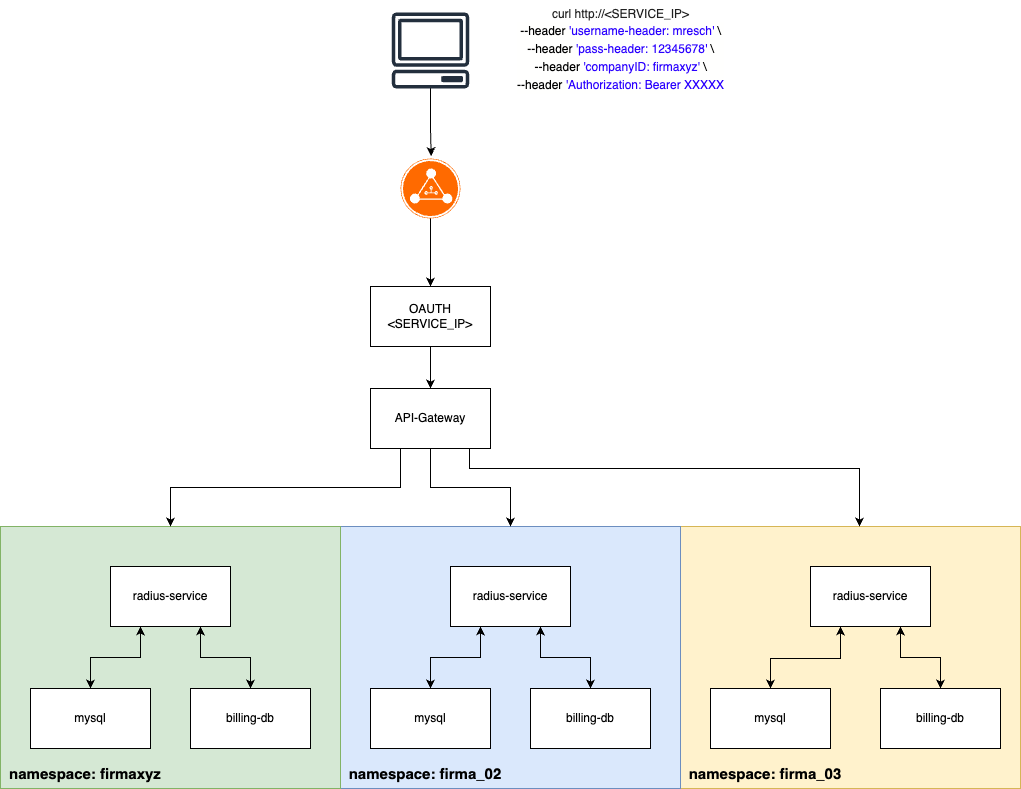 curl http://<SERVICE_IP>
--header 'username-header: mresch' \
--header 'pass-header: 12345678' \
--header 'companyID: firmaxyz' \
--header 'Authorization: Bearer XXXXX
OAUTH
<SERVICE_IP>
API-Gateway
radius-service
radius-service
radius-service
mysql
billing-db
mysql
billing-db
mysql
billing-db
namespace: firmaxyz
namespace: firma_02
namespace: firma_03